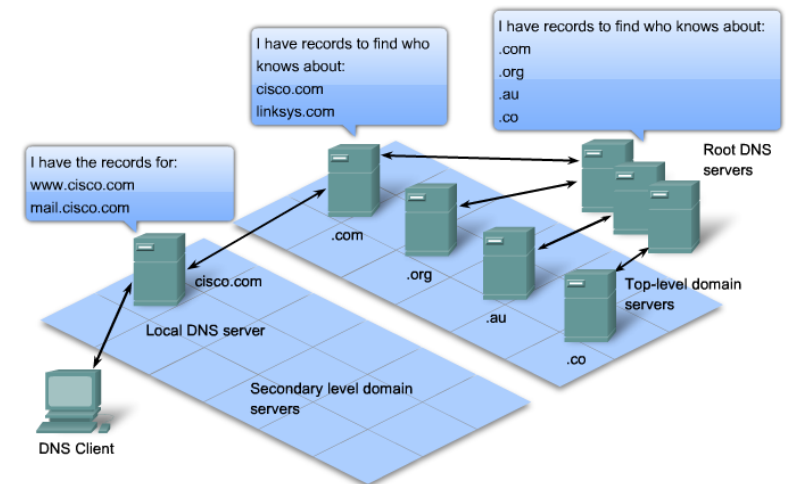 I have records to find who
knows about:
cisco.com
linksys.com
I have records to find who knows about:
.com
.org
.au
.co
I have the records for:
www.cisco.com
mail.cisco.com
Root DNS
servers
.com
.org
.au
.co
Top-level domain
servers
cisco.com
Local DNS server
Secondary level domain
servers
DNS Client